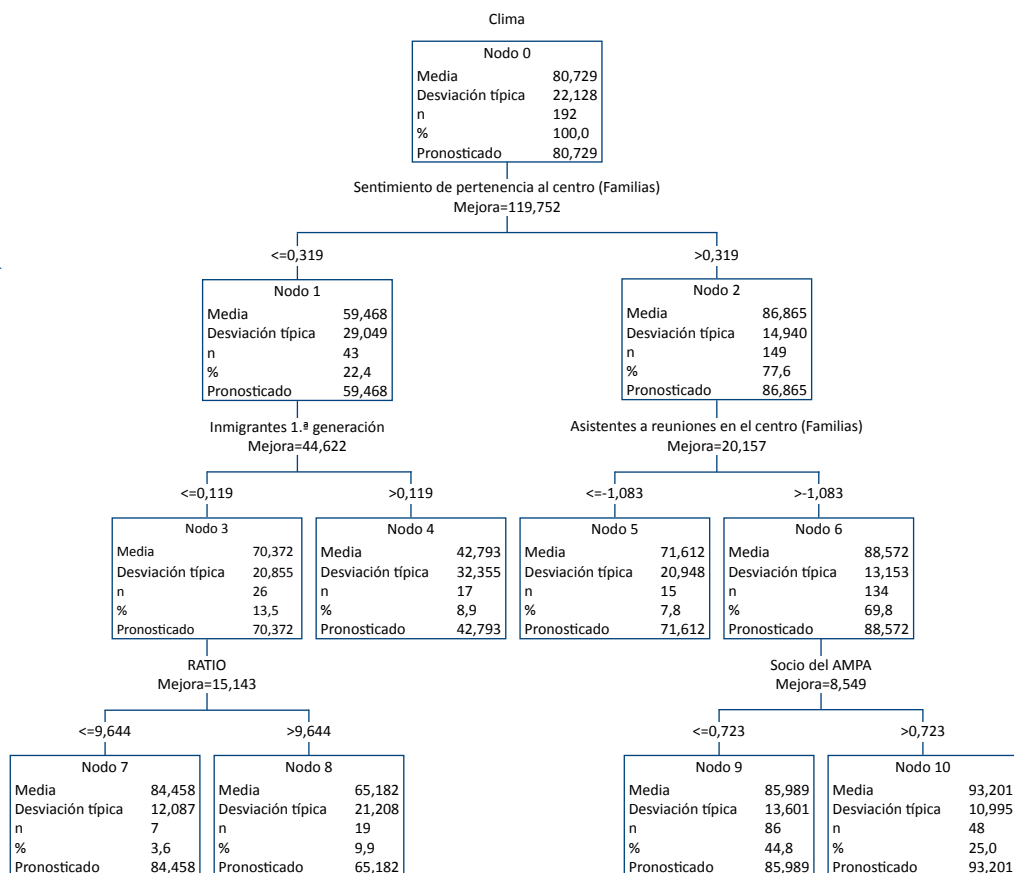 Clima
Nodo 0
Media 80,729
Desviación típica 22,128
n 192
% 100,0
Pronosticado 80,729
Sentimiento de pertenencia al centro (Familias)
Mejora=119,752
<=0,319
>0,319
Nodo 1
Media 59,468
Desviación típica 29,049
n 43
% 22,4
Pronosticado 59,468
Nodo 2
Media 86,865
Desviación típica 14,940
n 149
% 77,6
Pronosticado 86,865
Inmigrantes 1.ª generación
Mejora=44,622
Asistentes a reuniones en el centro (Familias)
Mejora=20,157
<=0,119
>0,119
<=-1,083
>-1,083
Nodo 3
Media 70,372
Desviación típica 20,855
n 26
% 13,5
Pronosticado 70,372
Nodo 4
Media 42,793
Desviación típica 32,355
n 17
% 8,9
Pronosticado 42,793
Nodo 5
Media 71,612
Desviación típica 20,948
n 15
% 7,8
Pronosticado 71,612
Nodo 6
Media 88,572
Desviación típica 13,153
n 134
% 69,8
Pronosticado 88,572
RATIO
Mejora=15,143
Socio del AMPA
Mejora=8,549
<=9,644
>9,644
<=0,723
>0,723
Nodo 7
Media 84,458
Desviación típica 12,087
n 7
% 3,6
Pronosticado 84,458
Nodo 8
Media 65,182
Desviación típica 21,208
n 19
% 9,9
Pronosticado 65,182
Nodo 9
Media 85,989
Desviación típica 13,601
n 86
% 44,8
Pronosticado 85,989
Nodo 10
Media 93,201
Desviación típica 10,995
n 48
% 25,0
Pronosticado 93,201